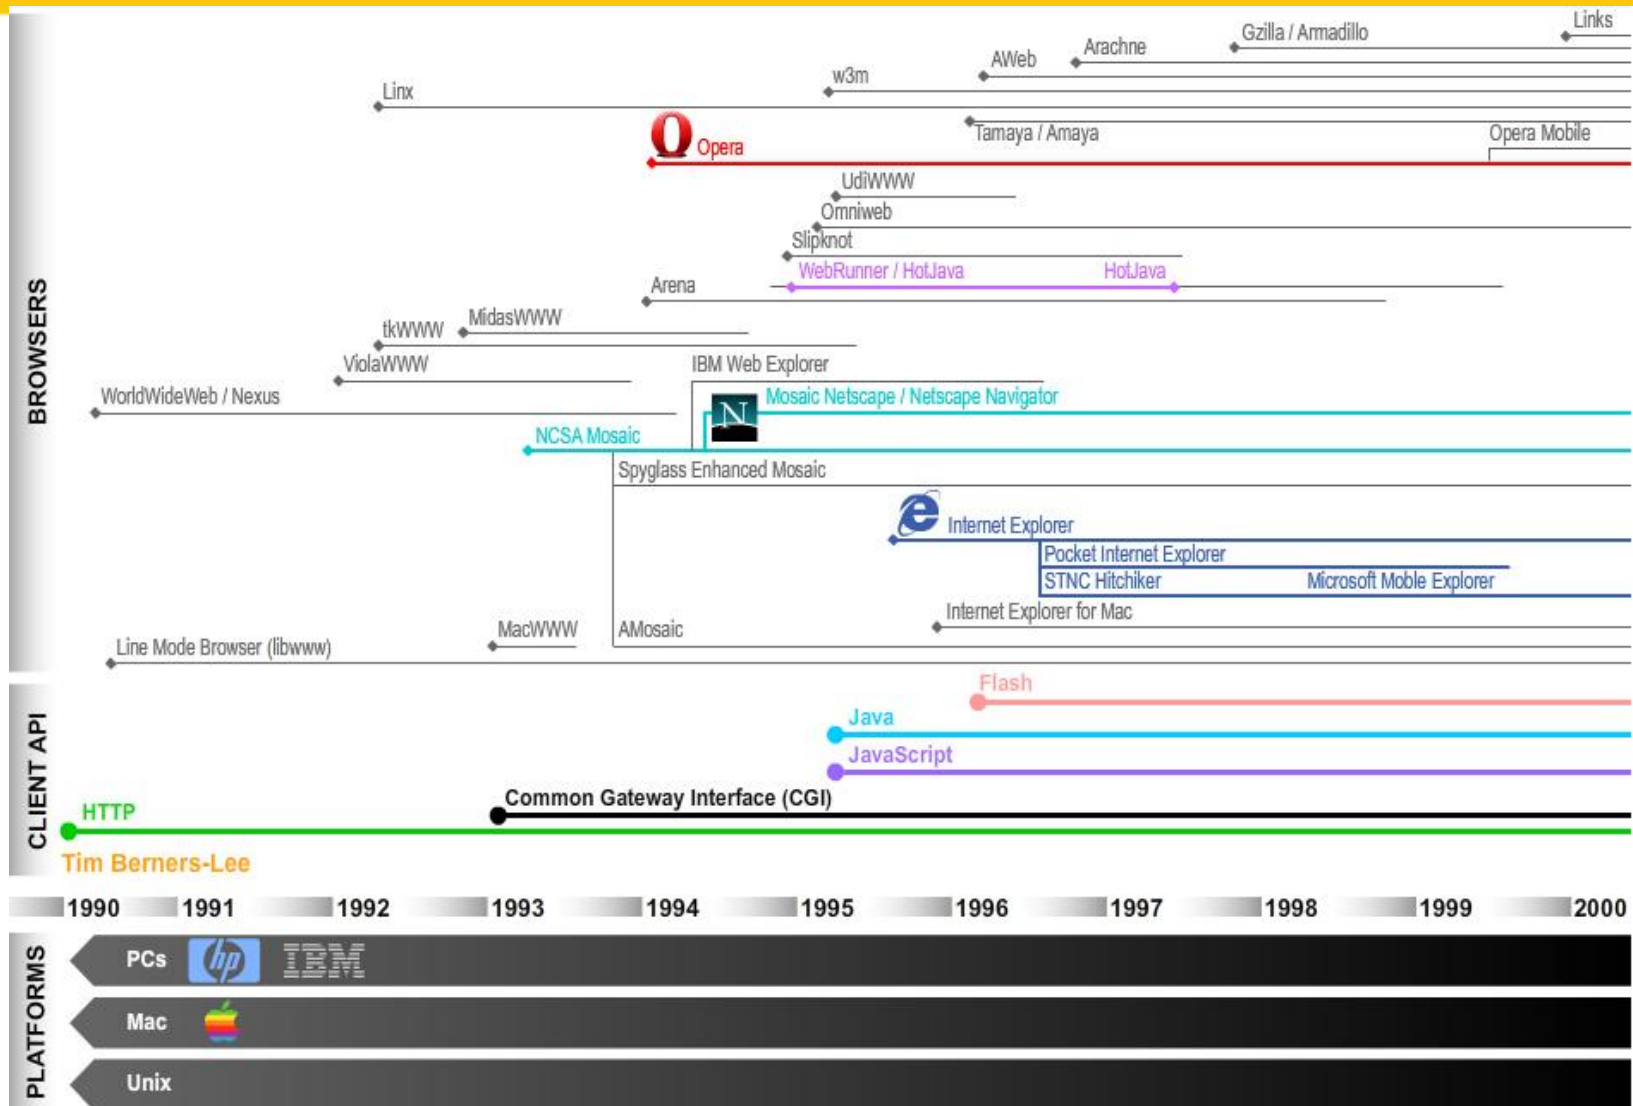 Links
Gzilla / Armadillo
Arachne
AWeb
w3m
Linx
Tamaya / Amaya
Opera Mobile
Opera
UdiWWW
Omniweb
Slipknot
WebRunner / HotJava
HotJava
Arena
MidasWWW
tkWWW
ViolaWWW
IBM Web Explorer
WorldWideWeb / Nexus
Mosaic Netscape / Netscape Navigator
N
NCSA Mosaic
Spyglass Enhanced Mosaic
Internet Explorer
Pocket Internet Explorer
STNC Hitchiker
Microsoft Moble Explorer
Internet Explorer for Mac
MacWWW
AMosaic
Line Mode Browser (libwww)
BROWSERS
Flash
Java
JavaScript
Common Gateway Interface (CGI)
HTTP
Tim Berners-Lee
CLIENT API
1990 1991 1992 1993 1994 1995 1996 1997 1998 1999 2000
PLATFORMS
PCs hp IBM
Mac
Unix